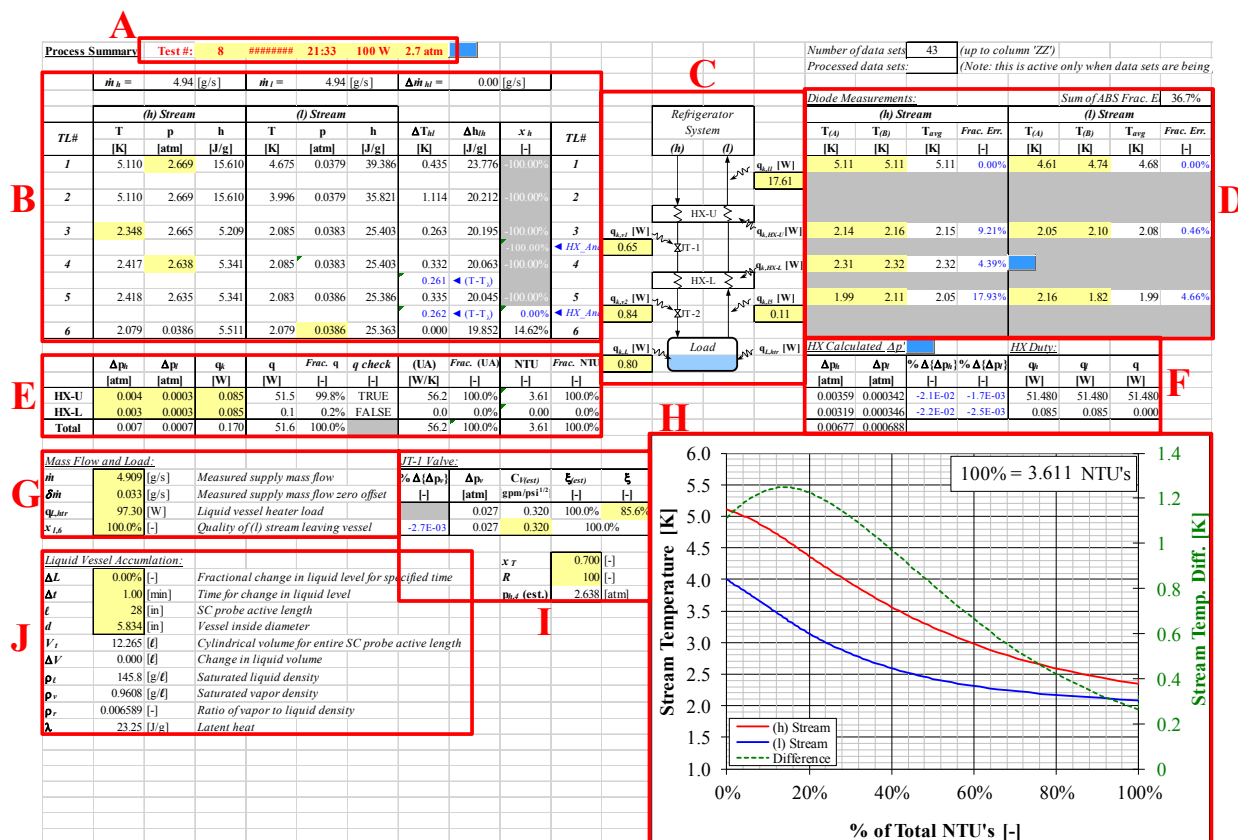 A
Process Summary Test #: 8 ######## 21:33 100 W 2.7 atm
Number of data sets 43 (up to column 'ZZ')
Processed data sets: (Note: this is active only when data sets are being
B
ṁ h = 4.94 [g/s] ṁ l = 4.94 [g/s] Δṁ hl = 0.00 [g/s]
(h) Stream (l) Stream
TL# T p h T p h ΔThl Δhlh x h TL#
[K] [atm] [J/g] [K] [atm] [J/g] [K] [J/g] [-]
1 5.110 2.669 15.610 4.675 0.0379 39.386 0.435 23.776 -100.00% 1
2 5.110 2.669 15.610 3.996 0.0379 35.821 1.114 20.212 -100.00% 2
3 2.348 2.665 5.209 2.085 0.0383 25.403 0.263 20.195 -100.00% 3
-100.00% ◄ HX_Ana
4 2.417 2.638 5.341 2.085 0.0383 25.403 0.332 20.063 -100.00% 4
0.261 ◄ (T-Tλ)
5 2.418 2.635 5.341 2.083 0.0386 25.386 0.335 20.045 -100.00% 5
0.262 ◄ (T-Tλ) 0.00% ◄ HX_Ana
6 2.079 0.0386 5.511 2.079 0.0386 25.363 0.000 19.852 14.62% 6
C
Refrigerator
System
(h) (l)
qk,l1 [W]
17.61
HX-U
qk,v1 [W] qk,HX-U [W]
0.65 JT-1
qk,HX-L [W]
HX-L
qk,v2 [W] qk,l5 [W]
0.84 JT-2 0.11
qk,L [W] Load qL,htr [W]
0.80
D
Diode Measurements: Sum of ABS Frac. E 36.7%
(h) Stream (l) Stream
T(A) T(B) Tavg Frac. Err. T(A) T(B) Tavg Frac. Err.
[K] [K] [K] [-] [K] [K] [K] [-]
5.11 5.11 5.11 0.00% 4.61 4.74 4.68 0.00%
2.14 2.16 2.15 9.21% 2.05 2.10 2.08 0.46%
2.31 2.32 2.32 4.39%
1.99 2.11 2.05 17.93% 2.16 1.82 1.99 4.66%
E
Δph Δpl qk q Frac. q q check (UA) Frac. (UA) NTU Frac. NTU
[atm] [atm] [W] [W] [-] [-] [W/K] [-] [-] [-]
HX-U 0.004 0.0003 0.085 51.5 99.8% TRUE 56.2 100.0% 3.61 100.0%
HX-L 0.003 0.0003 0.085 0.1 0.2% FALSE 0.0 0.0% 0.00 0.0%
Total 0.007 0.0007 0.170 51.6 100.0% 56.2 100.0% 3.61 100.0%
F
HX Calculated Δp' HX Duty:
Δph Δpl %Δ{Δph} %Δ{Δpl} qh ql q
[atm] [atm] [-] [-] [W] [W] [W]
0.00359 0.000342 -2.1E-02 -1.7E-03 51.480 51.480 51.480
0.00319 0.000346 -2.2E-02 -2.5E-03 0.085 0.085 0.000
0.00677 0.000688
G
Mass Flow and Load:
ṁ 4.909 [g/s] Measured supply mass flow
δṁ 0.033 [g/s] Measured supply mass flow zero offset
qL,htr 97.30 [W] Liquid vessel heater load
x l,6 100.0% [-] Quality of (l) stream leaving vessel
I
JT-1 Valve:
%Δ{Δpv} Δpv CV(est) ξ(est) ξ
[-] [atm] gpm/psi^1/2 [-] [-]
0.027 0.320 100.0% 85.6%
-2.7E-03 0.027 0.320 100.0%
x T 0.700 [-]
R 100 [-]
ph,4 (est.) 2.638 [atm]
J
Liquid Vessel Accumlation:
ΔL 0.00% [-] Fractional change in liquid level for specified time
Δt 1.00 [min] Time for change in liquid level
ℓ 28 [in] SC probe active length
d 5.834 [in] Vessel inside diameter
V t 12.265 [ℓ] Cylindrical volume for entire SC probe active length
ΔV 0.000 [ℓ] Change in liquid volume
ρℓ 145.8 [g/ℓ] Saturated liquid density
ρv 0.9608 [g/ℓ] Saturated vapor density
ρr 0.006589 [-] Ratio of vapor to liquid density
λ 23.25 [J/g] Latent heat
H
100% = 3.611 NTU's
Stream Temperature [K]
6.0
5.5
5.0
4.5
4.0
3.5
3.0
2.5
2.0
1.5
1.0
Stream Temp. Diff. [K]
1.4
1.2
1
0.8
0.6
0.4
0.2
0
(h) Stream
(l) Stream
Difference
0% 20% 40% 60% 80% 100%
% of Total NTU's [-]